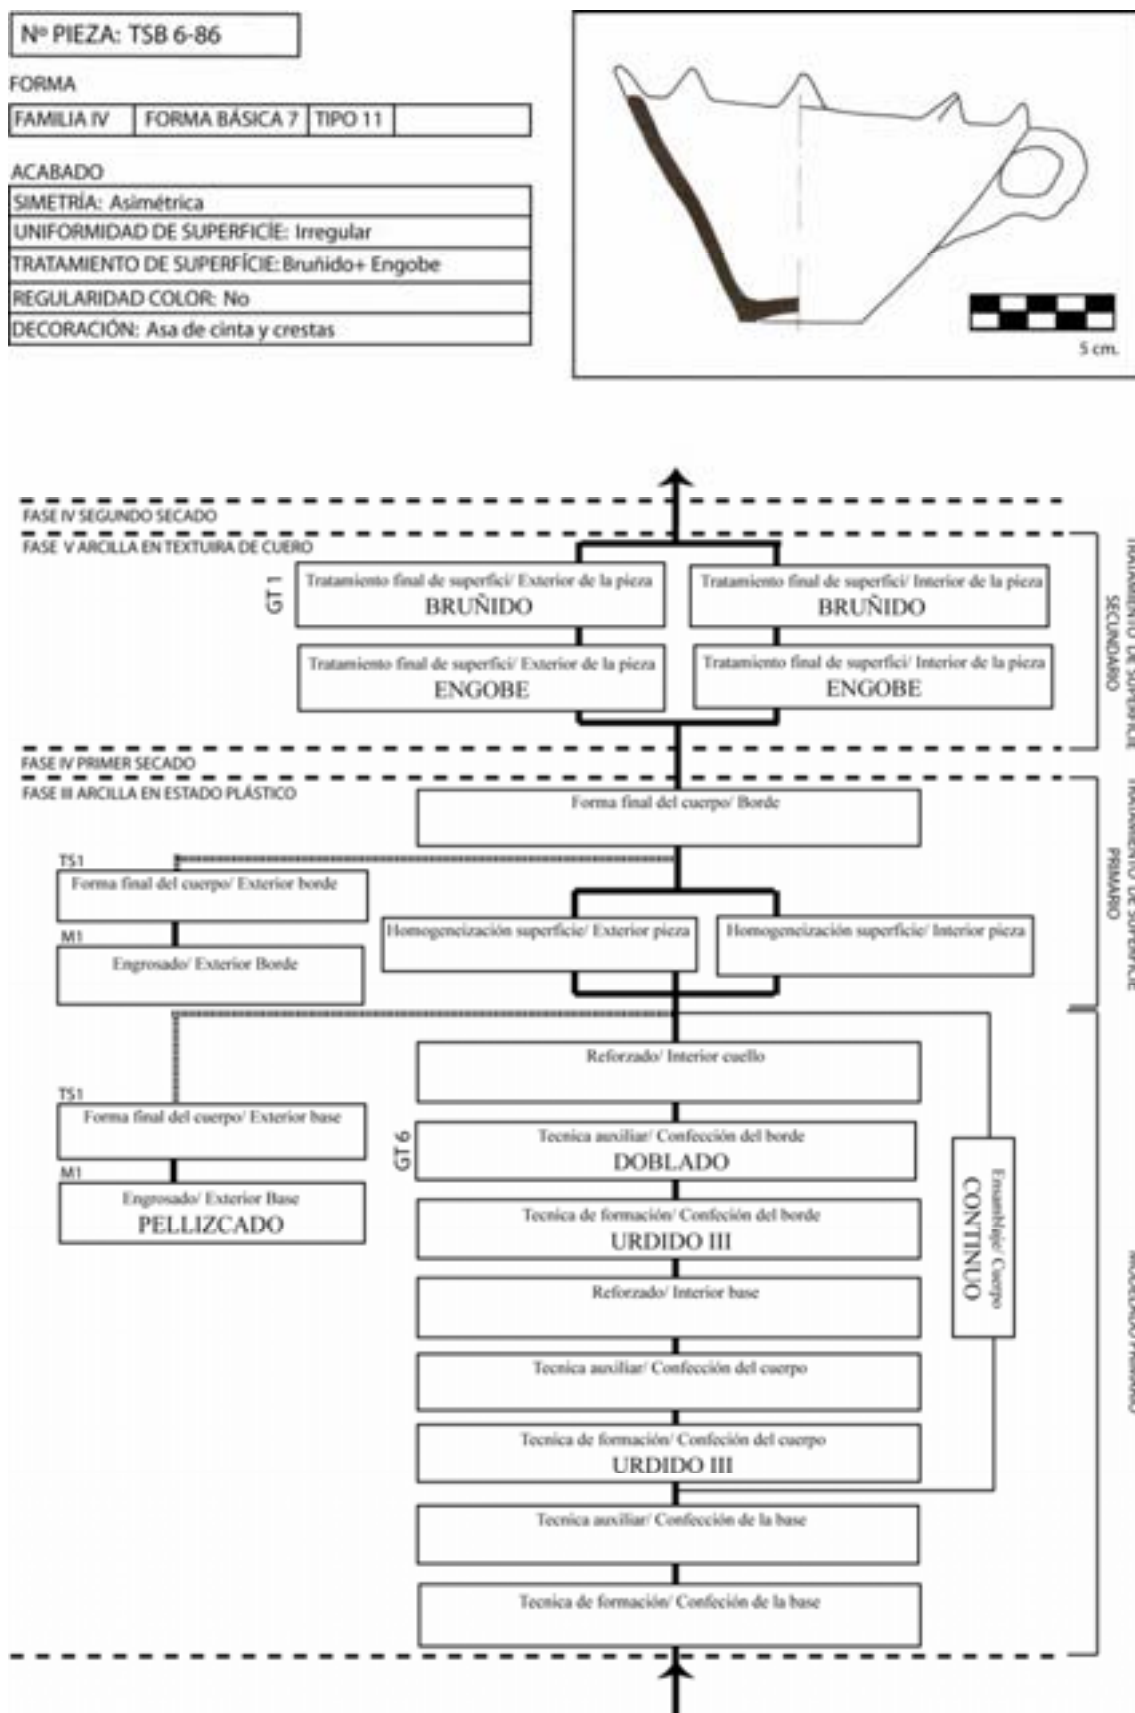 Nº PIEZA: TSB 6-86
FORMA
FAMILIA IV FORMA BÁSICA 7 TIPO 11
ACABADO
SIMETRÍA: Asimétrica
UNIFORMIDAD DE SUPERFICÍE: Irregular
TRATAMIENTO DE SUPERFÍCIE: Bruñido+ Engobe
REGULARIDAD COLOR: No
DECORACIÓN: Asa de cinta y crestas
5 cm.
FASE IV SEGUNDO SECADO
FASE V ARCILLA EN TEXTUIRA DE CUERO
GT 1
Tratamiento final de superfici/ Exterior de la pieza
BRUÑIDO
Tratamiento final de superfici/ Interior de la pieza
BRUÑIDO
Tratamiento final de superfici/ Exterior de la pieza
ENGOBE
Tratamiento final de superfici/ Interior de la pieza
ENGOBE
TRATAMIENTO DE SUPERFICIE
SECUNDARIO
FASE IV PRIMER SECADO
FASE III ARCILLA EN ESTADO PLÁSTICO
Forma final del cuerpo/ Borde
TS1
Forma final del cuerpo/ Exterior borde
M1
Engrosado/ Exterior Borde
Homogeneización superficie/ Exterior pieza
Homogeneización superficie/ Interior pieza
TRATAMIENTO DE SUPERFICIE
PRIMARIO
Reforzado/ Interior cuello
TS1
Forma final del cuerpo/ Exterior base
M1
Engrosado/ Exterior Base
PELLIZCADO
GT 6
Tecnica auxiliar/ Confección del borde
DOBLADO
Tecnica de formación/ Confeción del borde
URDIDO III
Reforzado/ Interior base
Tecnica auxiliar/ Confección del cuerpo
Tecnica de formación/ Confeción del cuerpo
URDIDO III
Ensamblaje/ Cuerpo
CONTINUO
MODELADO PRIMARIO
Tecnica auxiliar/ Confección de la base
Tecnica de formación/ Confeción de la base